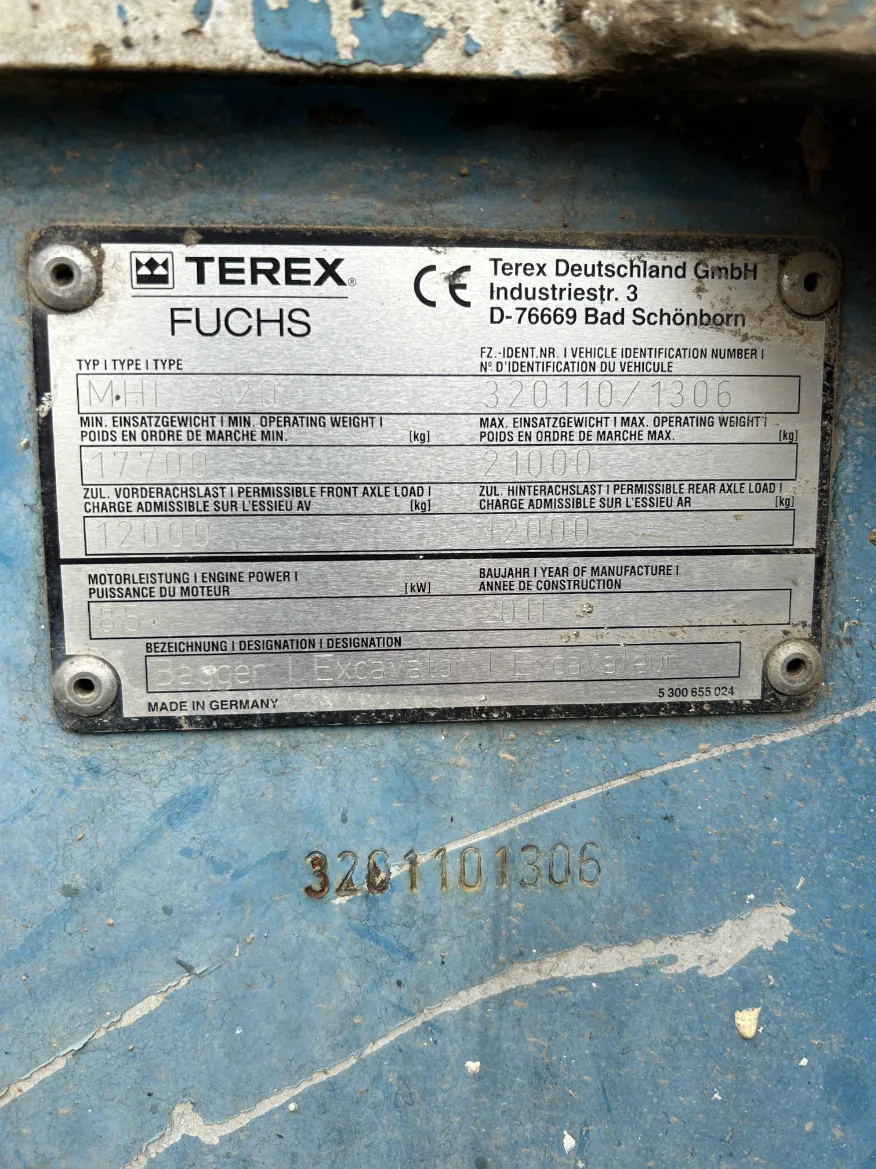 TEREX®
FUCHS
CE
Terex Deutschland GmbH
Industriestr. 3
D-76669 Bad Schönborn
TYP I TYPE I TYPE
MHL 320
FZ.-IDENT.NR. I VEHICLE IDENTIFICATION NUMBER I
N° D'IDENTIFICATION DU VÉHICULE
320110/1306
MIN. EINSATZGEWICHT I MIN. OPERATING WEIGHT I
POIDS EN ORDRE DE MARCHE MIN. [kg]
17700
MAX. EINSATZGEWICHT I MAX. OPERATING WEIGHT I
POIDS EN ORDRE DE MARCHE MAX. [kg]
21000
ZUL. VORDERACHSLAST I PERMISSIBLE FRONT AXLE LOAD I
CHARGE ADMISSIBLE SUR L'ESSIEU AV [kg]
12000
ZUL. HINTERACHSLAST I PERMISSIBLE REAR AXLE LOAD I
CHARGE ADMISSIBLE SUR L'ESSIEU AR [kg]
12000
MOTORLEISTUNG I ENGINE POWER I
PUISSANCE DU MOTEUR [kW]
BAUJAHR I YEAR OF MANUFACTURE I
ANNEE DE CONSTRUCTION
2011
BEZEICHNUNG I DESIGNATION I DESIGNATION
Bagger I Excavator I Excavateur
MADE IN GERMANY
5 300 655 024
3201101306